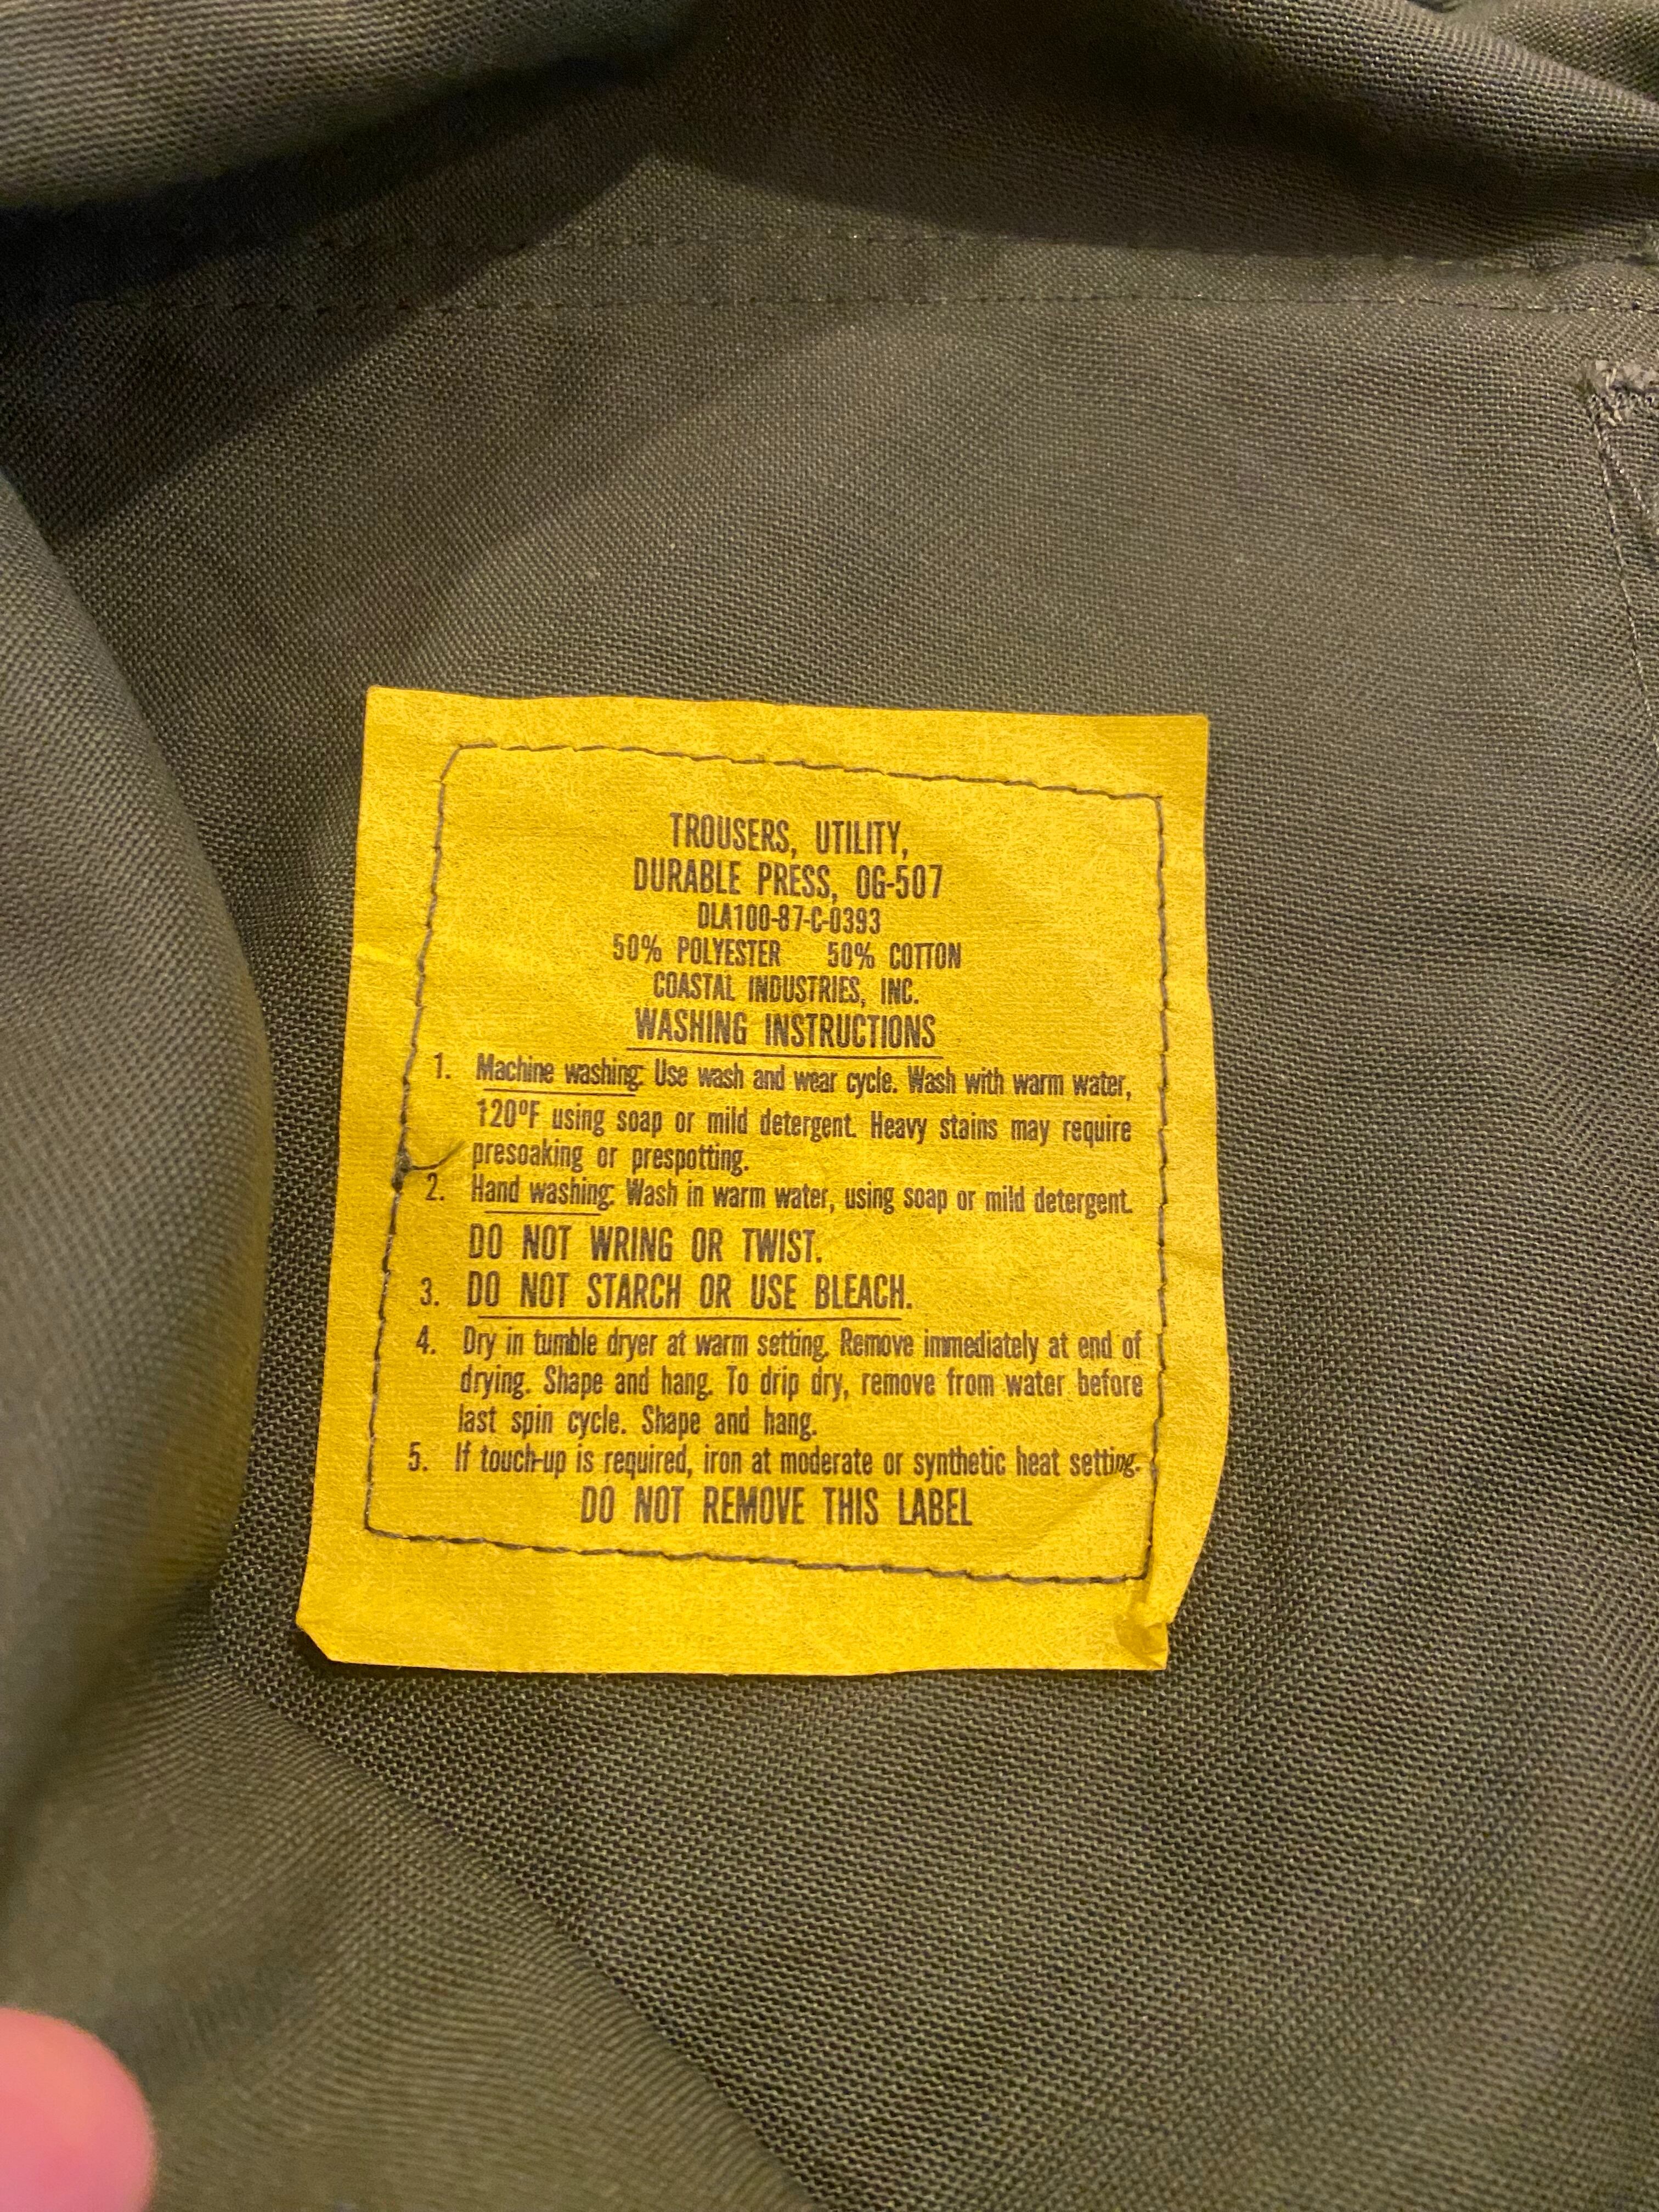 TROUSERS, UTILITY,
DURABLE PRESS, OG-507
DLA100-87-C-0393
50% POLYESTER 50% COTTON
COASTAL INDUSTRIES, INC.
WASHING INSTRUCTIONS
1. Machine washing: Use wash and wear cycle. Wash with warm water,
120°F using soap or mild detergent. Heavy stains may require
presoaking or prespotting.
2. Hand washing: Wash in warm water, using soap or mild detergent.
DO NOT WRING OR TWIST.
3. DO NOT STARCH OR USE BLEACH.
4. Dry in tumble dryer at warm setting. Remove immediately at end of
drying. Shape and hang. To drip dry, remove from water before
last spin cycle. Shape and hang.
5. If touch-up is required, iron at moderate or synthetic heat setting.
DO NOT REMOVE THIS LABEL